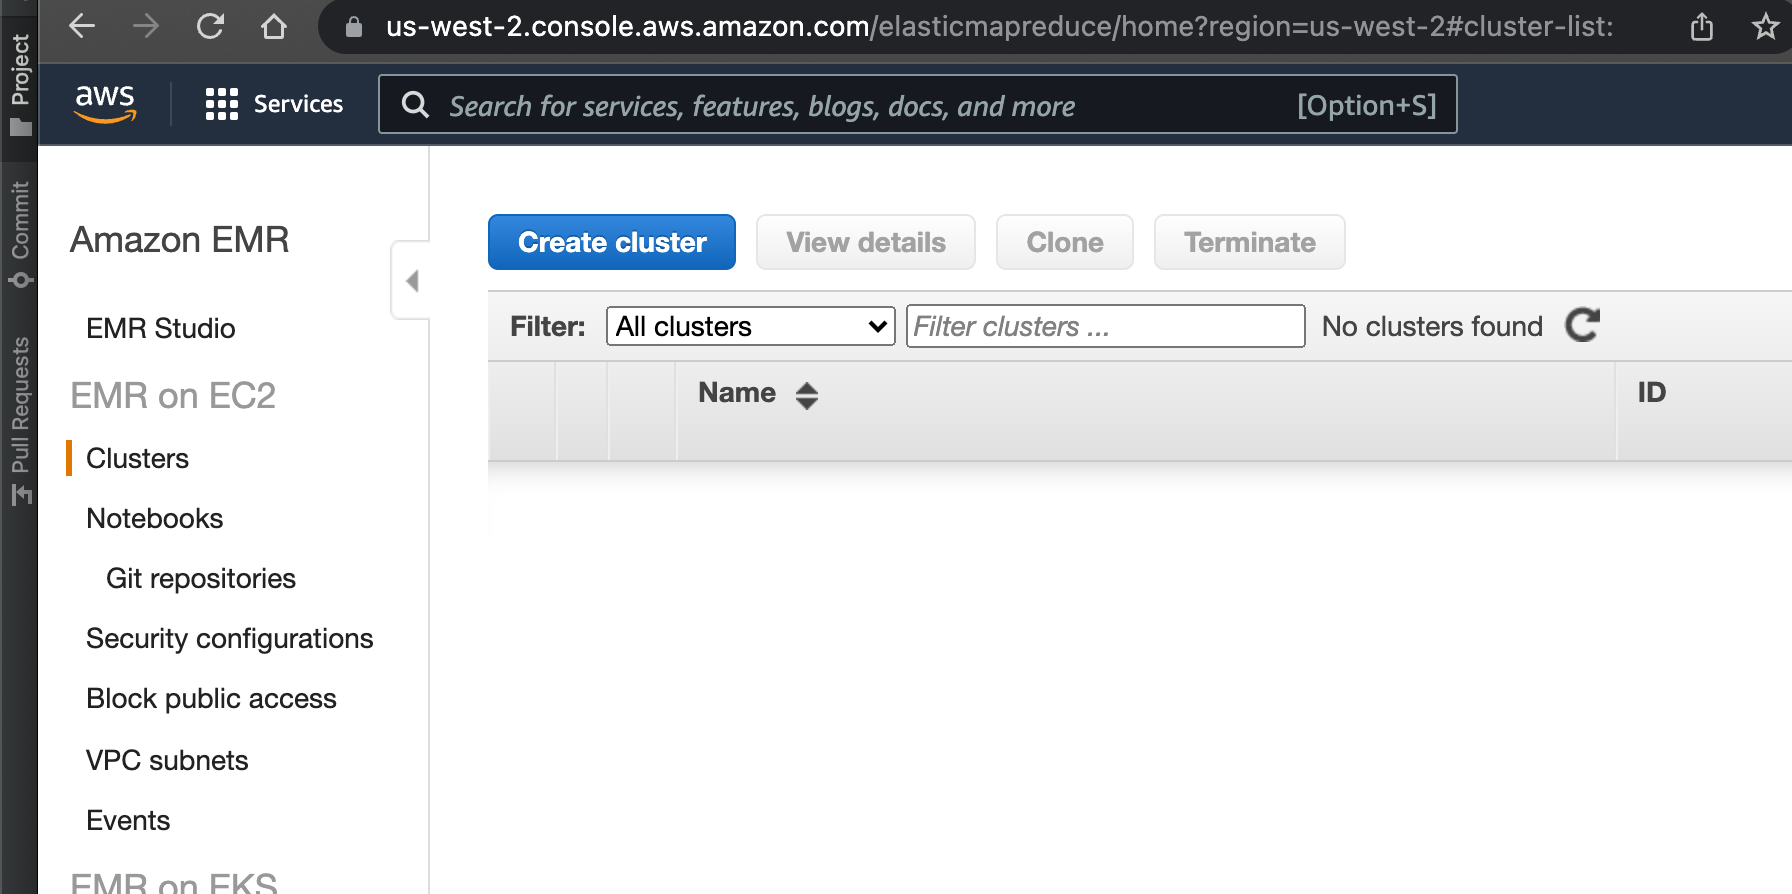 us-west-2.console.aws.amazon.com/elasticmapreduce/home?region=us-west-2#cluster-list:
Project
Commit
Pull Requests
aws
Services
Search for services, features, blogs, docs, and more
[Option+S]
Amazon EMR
EMR Studio
EMR on EC2
Clusters
Notebooks
Git repositories
Security configurations
Block public access
VPC subnets
Events
EMR on EKS
Create cluster
View details
Clone
Terminate
Filter:
All clusters
Filter clusters ...
No clusters found
Name
ID